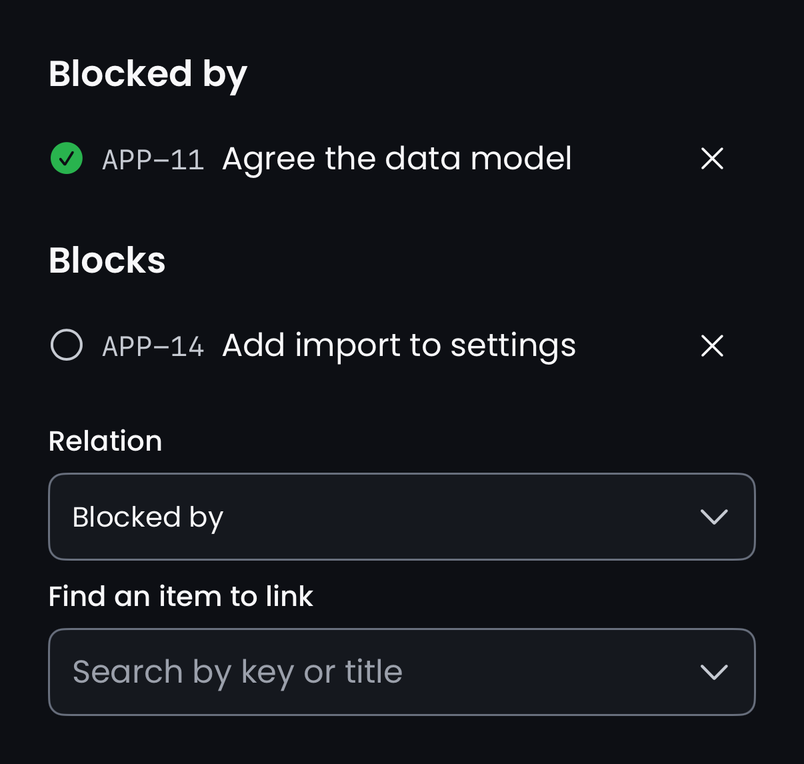 Blocked by
APP-11 Agree the data model
Blocks
APP-14 Add import to settings
Relation
Blocked by
Find an item to link
Search by key or title